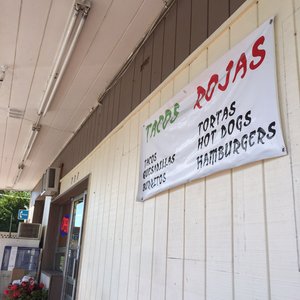 TACOS ROJAS
TACOS
QUESADILLAS
BURRITOS
TORTAS
HOT DOGS
HAMBURGERS